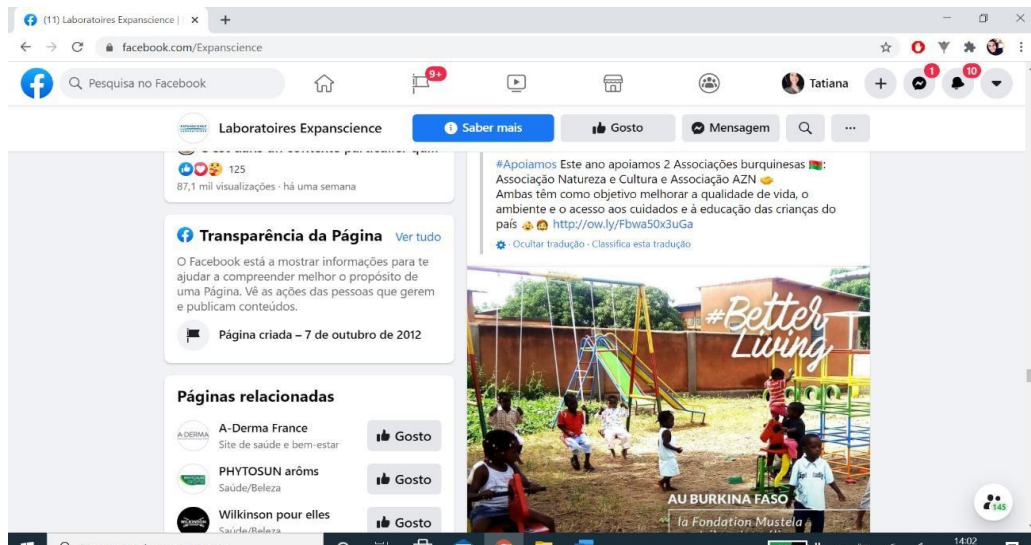 (11) Laboratoires Expanscience |
facebook.com/Expanscience
Pesquisa no Facebook
9+
Tatiana
1
10
Laboratoires Expanscience
Saber mais
Gosto
Mensagem
125
87,1 mil visualizações · há uma semana
Transparência da Página
Ver tudo
O Facebook está a mostrar informações para te
ajudar a compreender melhor o propósito de
uma Página. Vê as ações das pessoas que gerem
e publicam conteúdos.
Página criada – 7 de outubro de 2012
Páginas relacionadas
A-DERMA
A-Derma France
Site de saúde e bem-estar
Gosto
PHYTOSUN arôms
Saúde/Beleza
Gosto
Wilkinson pour elles
Saúde/Beleza
Gosto
#Apoiamos Este ano apoiamos 2 Associações burquinesas :
Associação Natureza e Cultura e Associação AZN
Ambas têm como objetivo melhorar a qualidade de vida, o
ambiente e o acesso aos cuidados e à educação das crianças do
país http://ow.ly/Fbwa50x3uGa
· Ocultar tradução · Classifica esta tradução
#Better
Living
AU BURKINA FASO
la Fondation Mustela
145
14:02